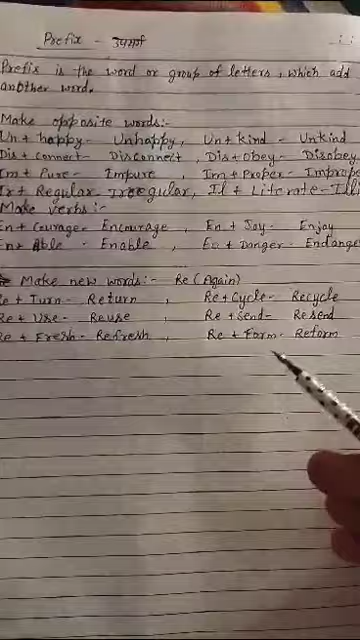 Prefix - उपसर्ग
Prefix is the word or group of letters, which add
another word.
Make opposite words:-
Un + happy - Unhappy, Un + kind - Unkind
Dis + connect - Disconnect, Dis + Obey - Disobey
Im + Pure - Impure, Im + Proper - Imprope
Ir + Regular, Irregular, Il + Literate - Illi
Make verbs:-
En + Courage - Encourage, En + Joy - Enjoy
En + Able - Enable, En + Danger - Endange
Make new words:- Re (Again)
Re + Turn - Return, Re + Cycle - Recycle
Re + Use - Reuse, Re + Send - Resend
Re + Fresh - Refresh, Re + Form - Reform